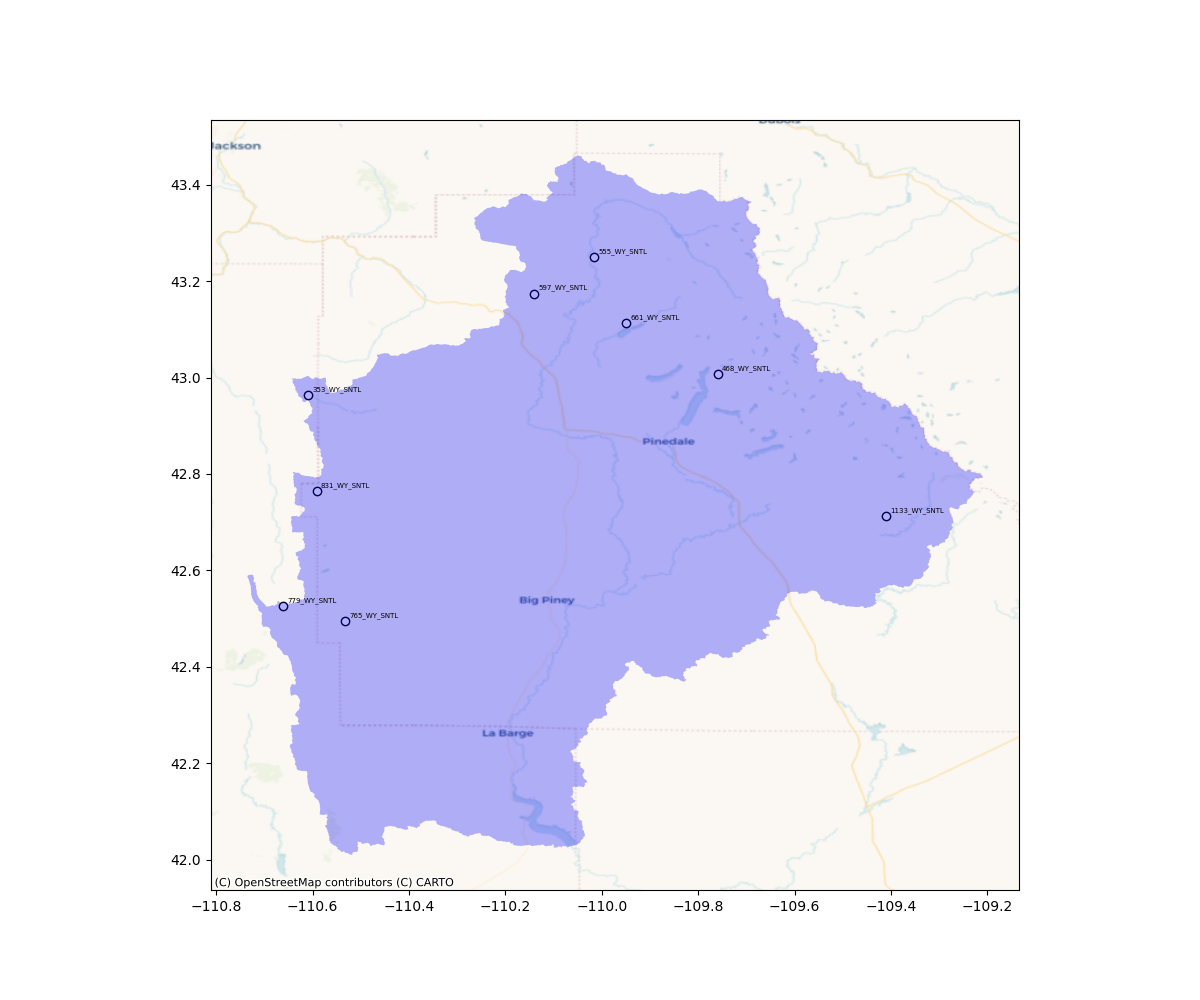 Dubois
Jackson
43.4
555_WY_SNTL
43.2
597_WY_SNTL
661_WY_SNTL
468_WY_SNTL
43.0
353_WY_SNTL
Pinedale
42.8
831_WY_SNTL
1133_WY_SNTL
42.6
779_WY_SNTL
Big Piney
765_WY_SNTL
42.4
La Barge
42.2
42.0
(C) OpenStreetMap contributors (C) CARTO
−110.8 −110.6 −110.4 −110.2 −110.0 −109.8 −109.6 −109.4 −109.2